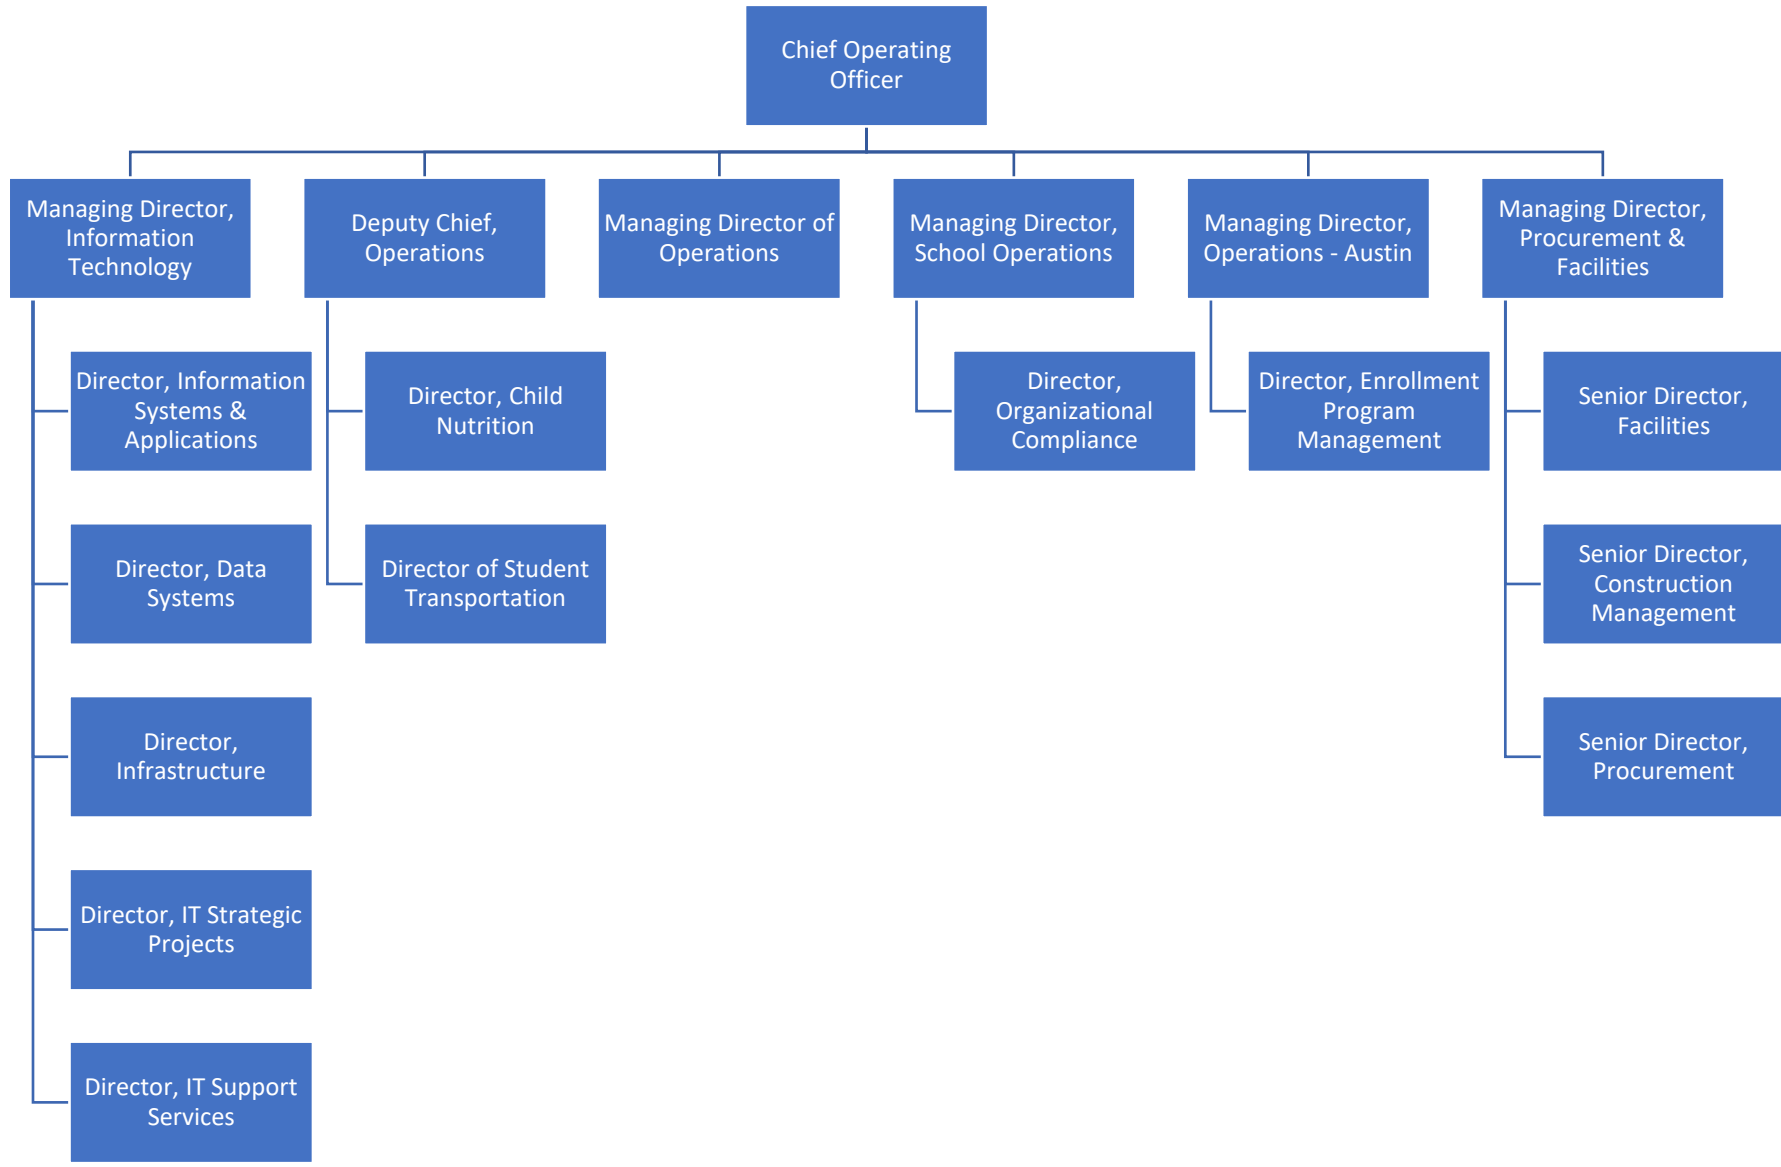 Chief Operating
Officer
Managing Director,
Information
Technology
Deputy Chief,
Operations
Managing Director of
Operations
Managing Director,
School Operations
Managing Director,
Operations - Austin
Managing Director,
Procurement &
Facilities
Director, Information
Systems &
Applications
Director, Child
Nutrition
Director,
Organizational
Compliance
Director, Enrollment
Program
Management
Senior Director,
Facilities
Director, Data
Systems
Director of Student
Transportation
Senior Director,
Construction
Management
Director,
Infrastructure
Senior Director,
Procurement
Director, IT Strategic
Projects
Director, IT Support
Services